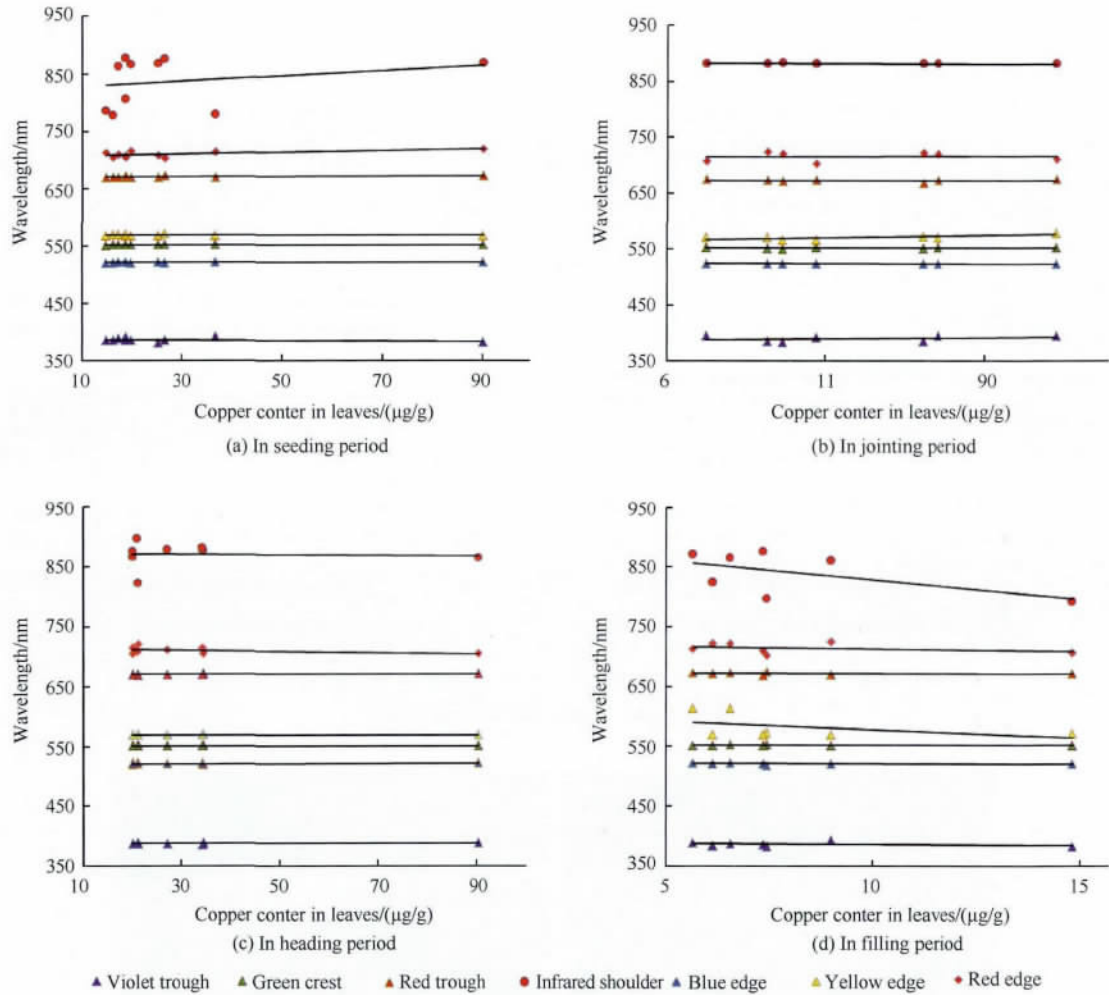 950
850
750
650
550
450
350
Wavelength/nm
10 30 50 70 90
Copper conter in leaves/(μg/g)
(a) In seeding period
950
850
750
650
550
450
350
Wavelength/nm
6 11 90
Copper conter in leaves/(μg/g)
(b) In jointing period
950
850
750
650
550
450
350
Wavelength/nm
10 30 50 70 90
Copper conter in leaves/(μg/g)
(c) In heading period
950
850
750
650
550
450
350
Wavelength/nm
5 10 15
Copper conter in leaves/(μg/g)
(d) In filling period
Violet trough Green crest Red trough Infrared shoulder Blue edge Yellow edge Red edge